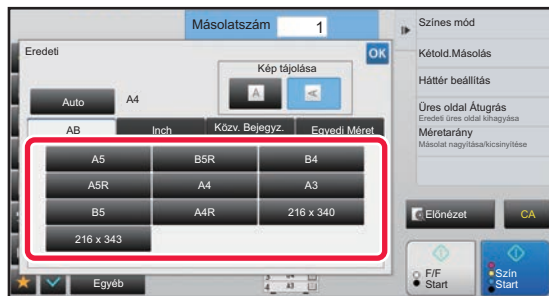 Másolatszám 1
Eredeti
OK
Kép tájolása
Auto A4
A A
AB Inch Közv. Bejegyz. Egyedi Méret
A5 B5R B4
A5R A4 A3
B5 A4R 216 x 340
216 x 343
Egyéb
Színes mód
Kétold.Másolás
Háttér beállítás
Üres oldal Átugrás
Eredeti üres oldal kihagyása
Méretarány
Másolat nagyítása/kicsinyítése
Előnézet CA
F/F
Start
Szín
Start